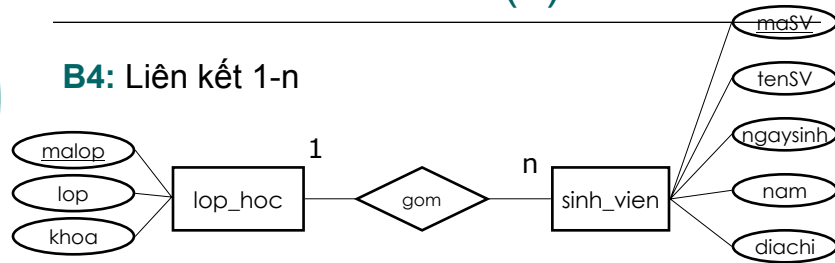 B4: Liên kết 1-n
maSV
tenSV
ngaysinh
nam
diachi
malop
lop
khoa
lop_hoc
1
gom
n
sinh_vien